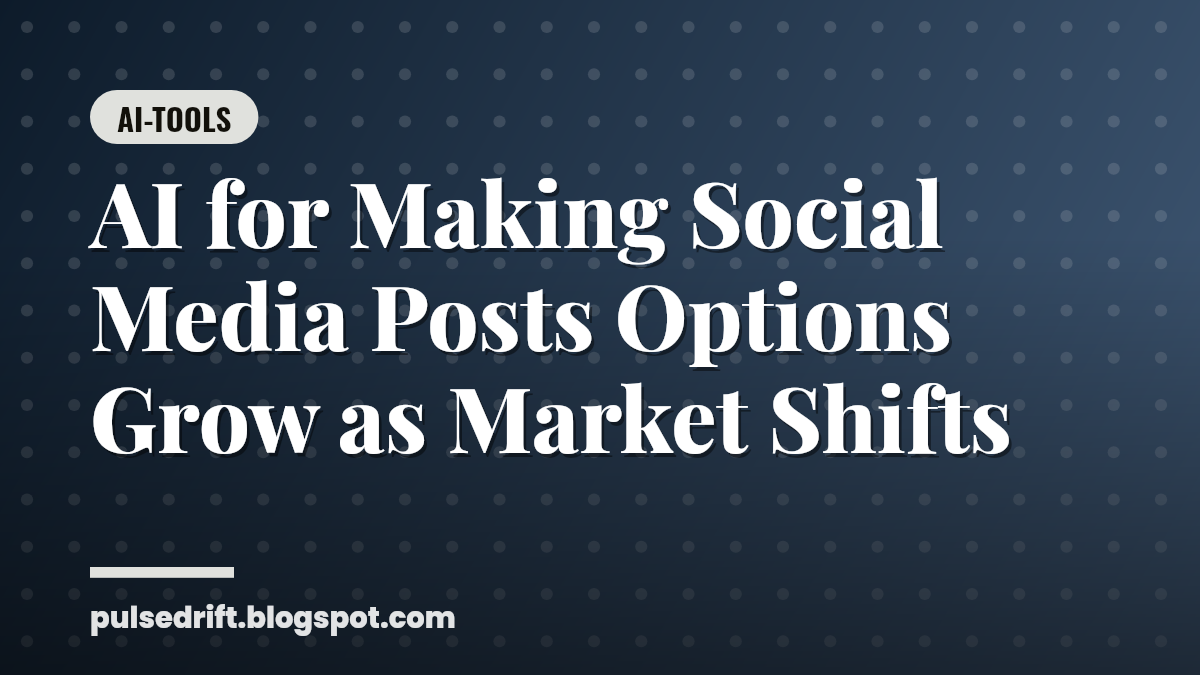 AI-TOOLS
AI for Making Social
Media Posts Options
Grow as Market Shifts
pulsedrift.blogspot.com